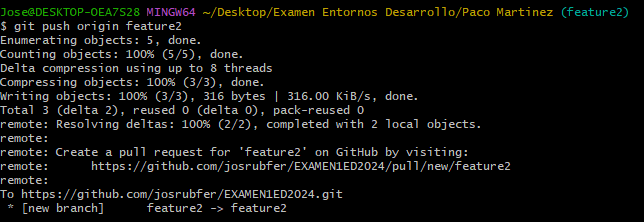 Jose@DESKTOP-OEA7S28 MINGW64 ~/Desktop/Examen Entornos Desarrollo/Paco Martinez (feature2)
$ git push origin feature2
Enumerating objects: 5, done.
Counting objects: 100% (5/5), done.
Delta compression using up to 8 threads
Compressing objects: 100% (3/3), done.
Writing objects: 100% (3/3), 316 bytes | 316.00 KiB/s, done.
Total 3 (delta 2), reused 0 (delta 0), pack-reused 0
remote: Resolving deltas: 100% (2/2), completed with 2 local objects.
remote:
remote: Create a pull request for 'feature2' on GitHub by visiting:
remote:      https://github.com/josrubfer/EXAMEN1ED2024/pull/new/feature2
remote:
To https://github.com/josrubfer/EXAMEN1ED2024.git
 * [new branch]      feature2 -> feature2